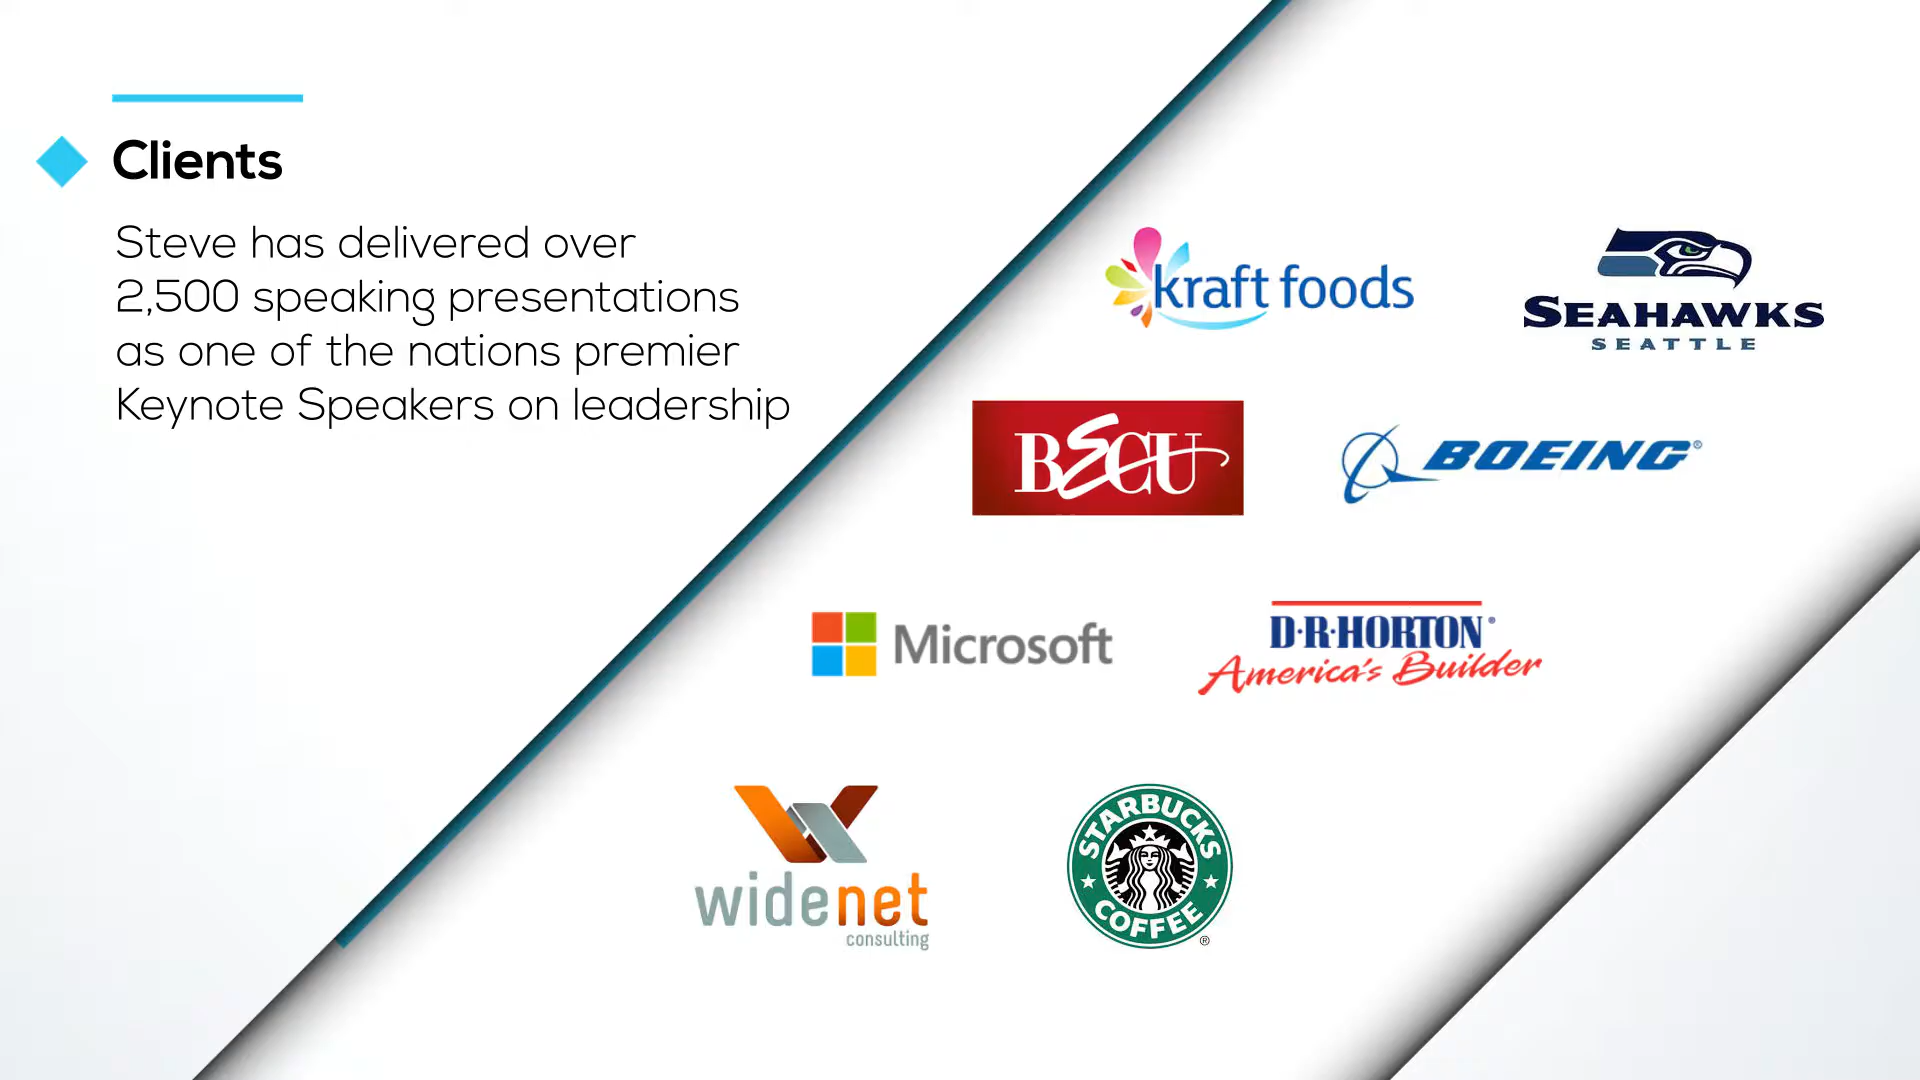 Clients
Steve has delivered over
2,500 speaking presentations
as one of the nations premier
Keynote Speakers on leadership
kraft foods
SEAHAWKS
SEATTLE
BECU
BOEING®
Microsoft
D·R·HORTON®
America's Builder
widenet
consulting
STARBUCKS
COFFEE
®